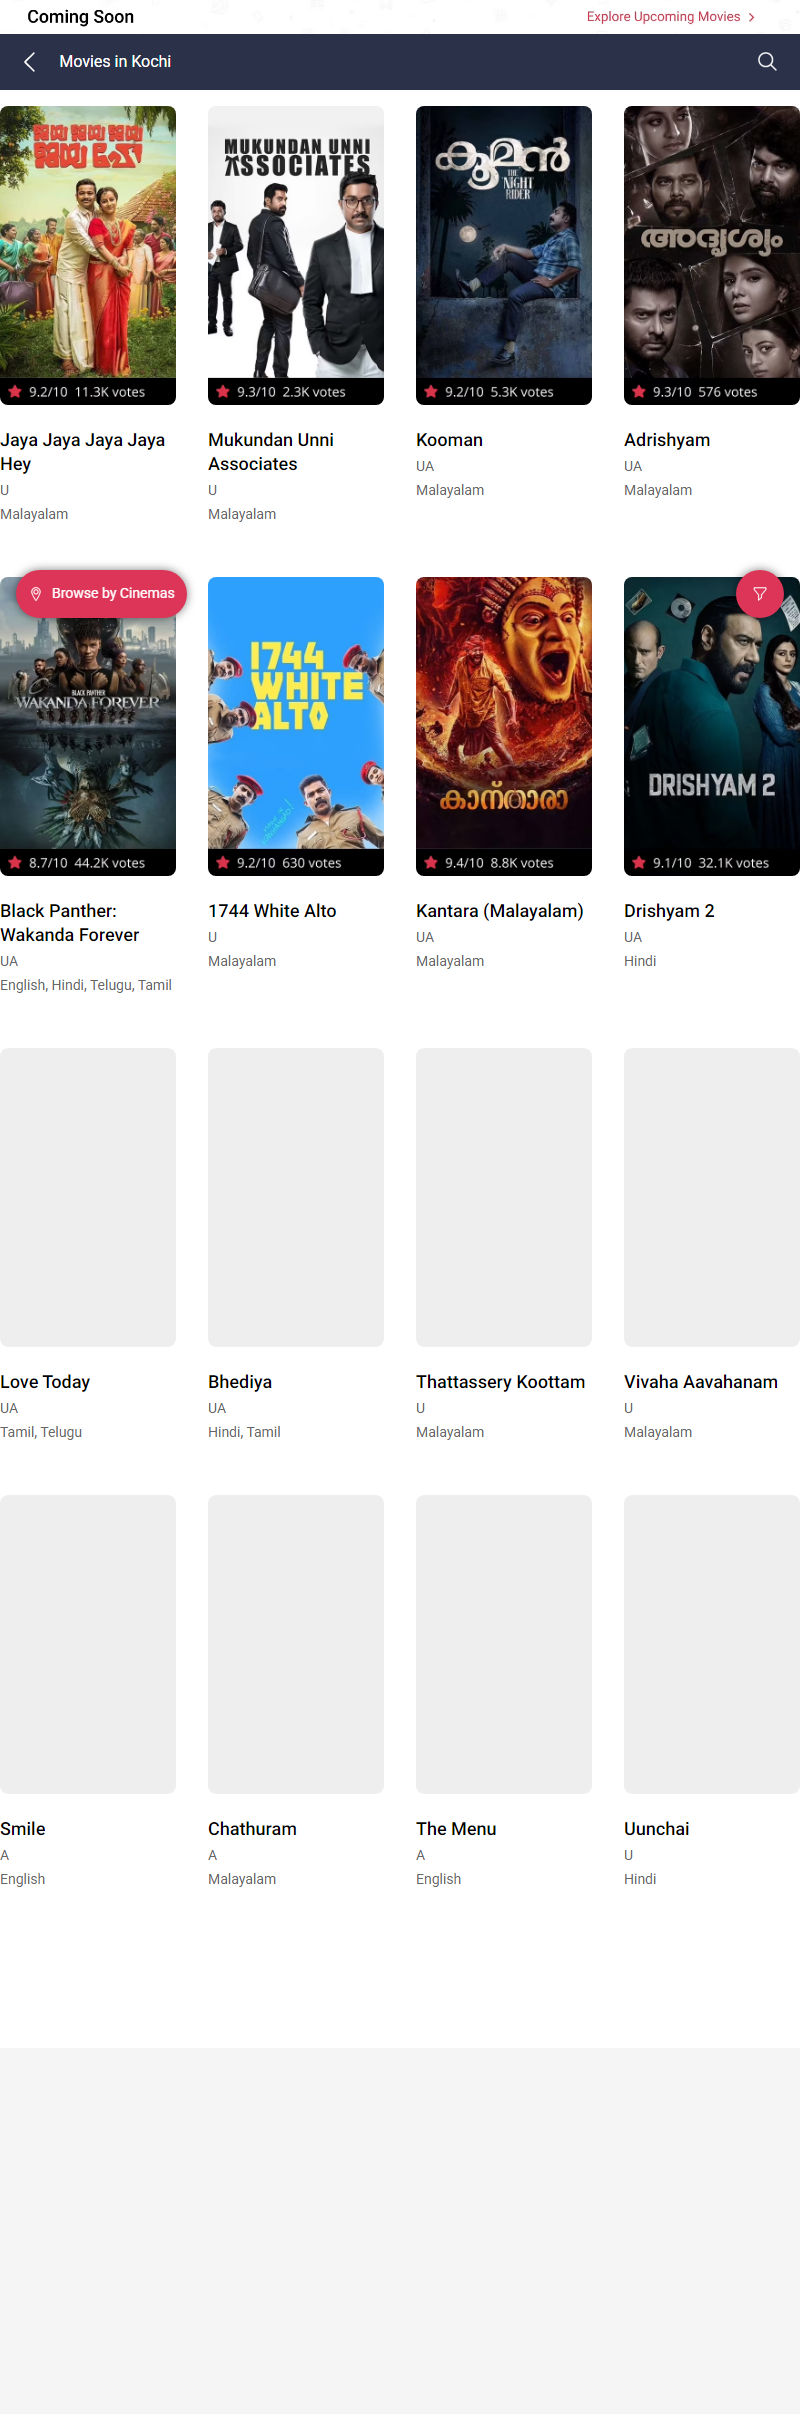 Coming Soon
Explore Upcoming Movies
Movies in Kochi
ജയ ജയ ജയ
ജയ ഹേ
MUKUNDAN UNNI
ASSOCIATES
കൂമൻ
THE
NIGHT
RIDER
അദൃശ്യം
9.2/10 11.3K votes
9.3/10 2.3K votes
9.2/10 5.3K votes
9.3/10 576 votes
Jaya Jaya Jaya Jaya
Hey
U
Malayalam
Mukundan Unni
Associates
U
Malayalam
Kooman
UA
Malayalam
Adrishyam
UA
Malayalam
Browse by Cinemas
BLACK PANTHER
WAKANDA FOREVER
1744
WHITE
ALTO
കാന്താരാ
DRISHYAM 2
8.7/10 44.2K votes
9.2/10 630 votes
9.4/10 8.8K votes
9.1/10 32.1K votes
Black Panther:
Wakanda Forever
UA
English, Hindi, Telugu, Tamil
1744 White Alto
U
Malayalam
Kantara (Malayalam)
UA
Malayalam
Drishyam 2
UA
Hindi
Love Today
UA
Tamil, Telugu
Bhediya
UA
Hindi, Tamil
Thattassery Koottam
U
Malayalam
Vivaha Aavahanam
U
Malayalam
Smile
A
English
Chathuram
A
Malayalam
The Menu
A
English
Uunchai
U
Hindi